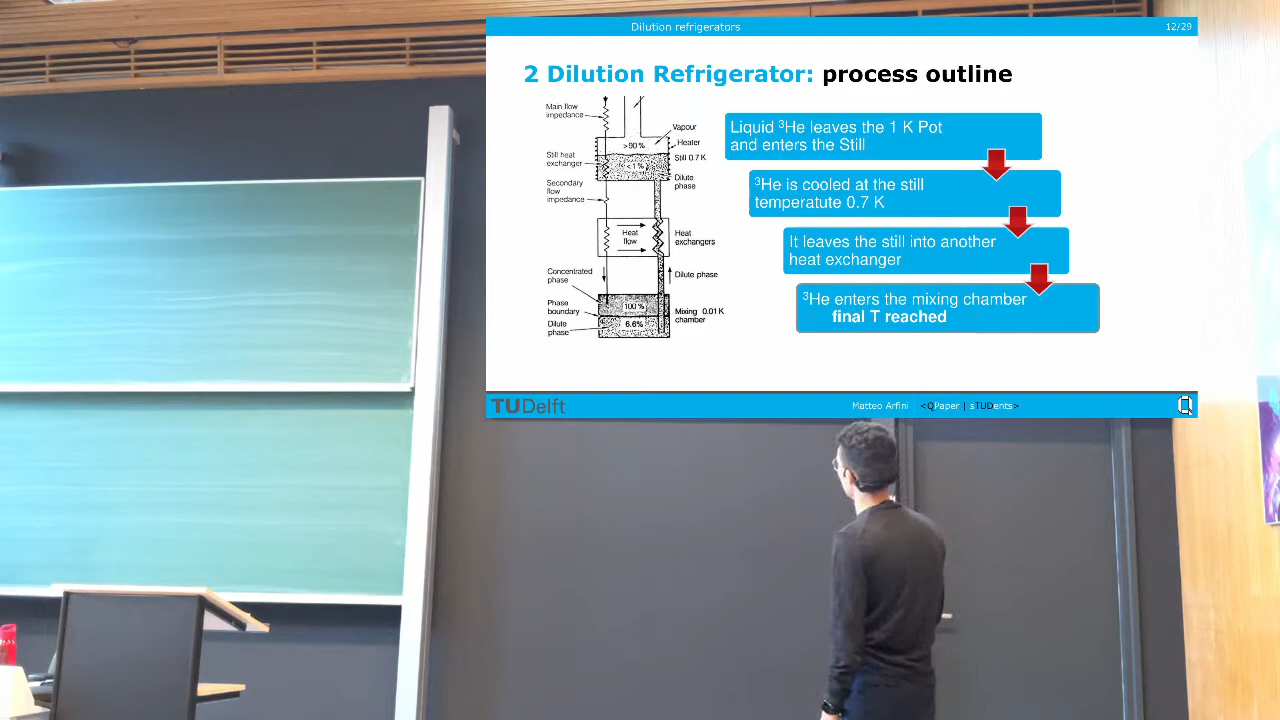 Dilution refrigerators
12/29
2 Dilution Refrigerator: process outline
Main flow
impedance
Vapour
>90 %
Heater
Still heat
exchanger
<1 %
Still 0.7 K
Dilute
phase
Secondary
flow
impedance
Heat
flow
Heat
exchangers
Concentrated
phase
Dilute phase
Phase
boundary
100 %
Mixing 0.01 K
chamber
Dilute
phase
6.6%
Liquid ³He leaves the 1 K Pot
and enters the Still
³He is cooled at the still
temperatute 0.7 K
It leaves the still into another
heat exchanger
³He enters the mixing chamber
final T reached
TUDelft
Matteo Arfini <QPaper | sTUDents>